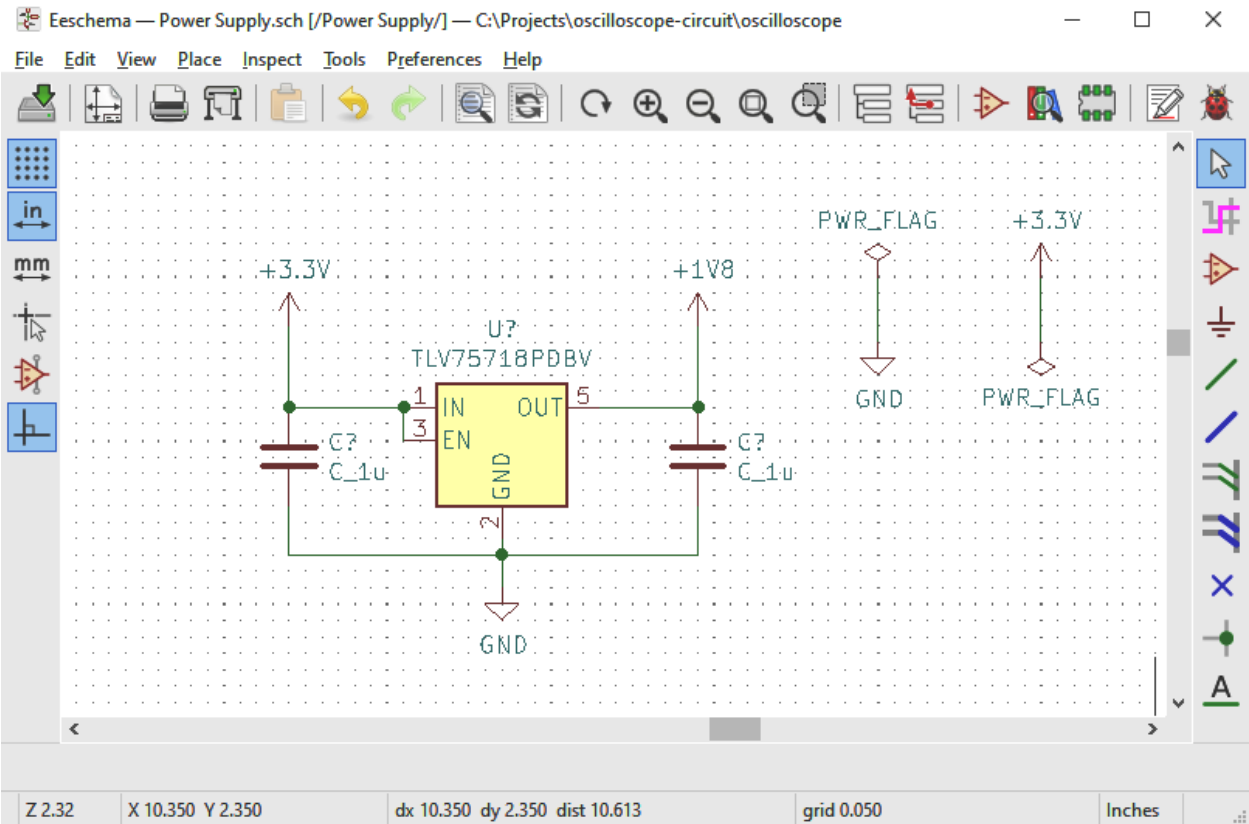 Eeschema — Power Supply.sch [/Power Supply/] — C:\Projects\oscilloscope-circuit\oscilloscope
File Edit View Place Inspect Tools Preferences Help
in
mm
A
PWR_FLAG
+3.3V
+3.3V
+1V8
U?
TLV75718PDBV
GND
PWR_FLAG
1
IN
OUT
5
3
EN
GND
2
C?
C_1u
C?
C_1u
GND
Z 2.32
X 10.350 Y 2.350
dx 10.350 dy 2.350 dist 10.613
grid 0.050
Inches